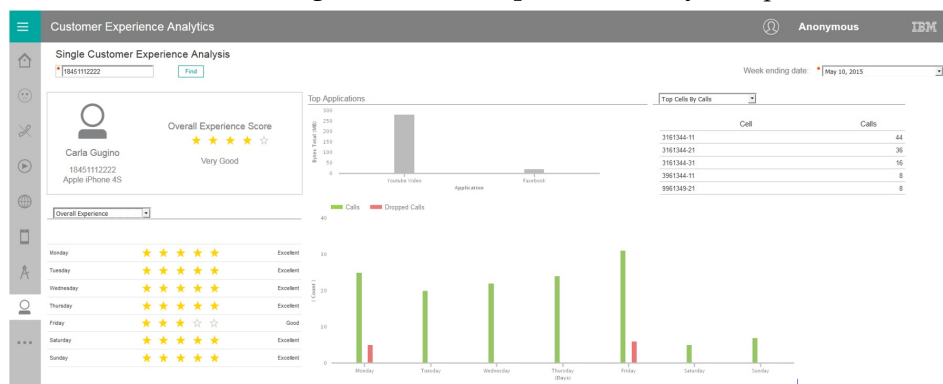 Customer Experience Analytics
Anonymous
IBM
Single Customer Experience Analysis
* 18451112222
Find
Week ending date: * May 10, 2015
Carla Gugino
18451112222
Apple iPhone 4S
Overall Experience Score
Very Good
Top Applications
300
250
200
150
100
50
0
Bytes Total (MB)
Youtube Video
Facebook
Application
Top Cells By Calls
Cell Calls
3161344-11 44
3161344-21 36
3161344-31 16
3961344-11 8
9961349-21 8
Overall Experience
Monday Excellent
Tuesday Excellent
Wednesday Excellent
Thursday Excellent
Friday Good
Saturday Excellent
Sunday Excellent
Calls Dropped Calls
40
30
20
10
0
( Count )
Monday Tuesday Wednesday Thursday Friday Saturday Sunday
(Days)